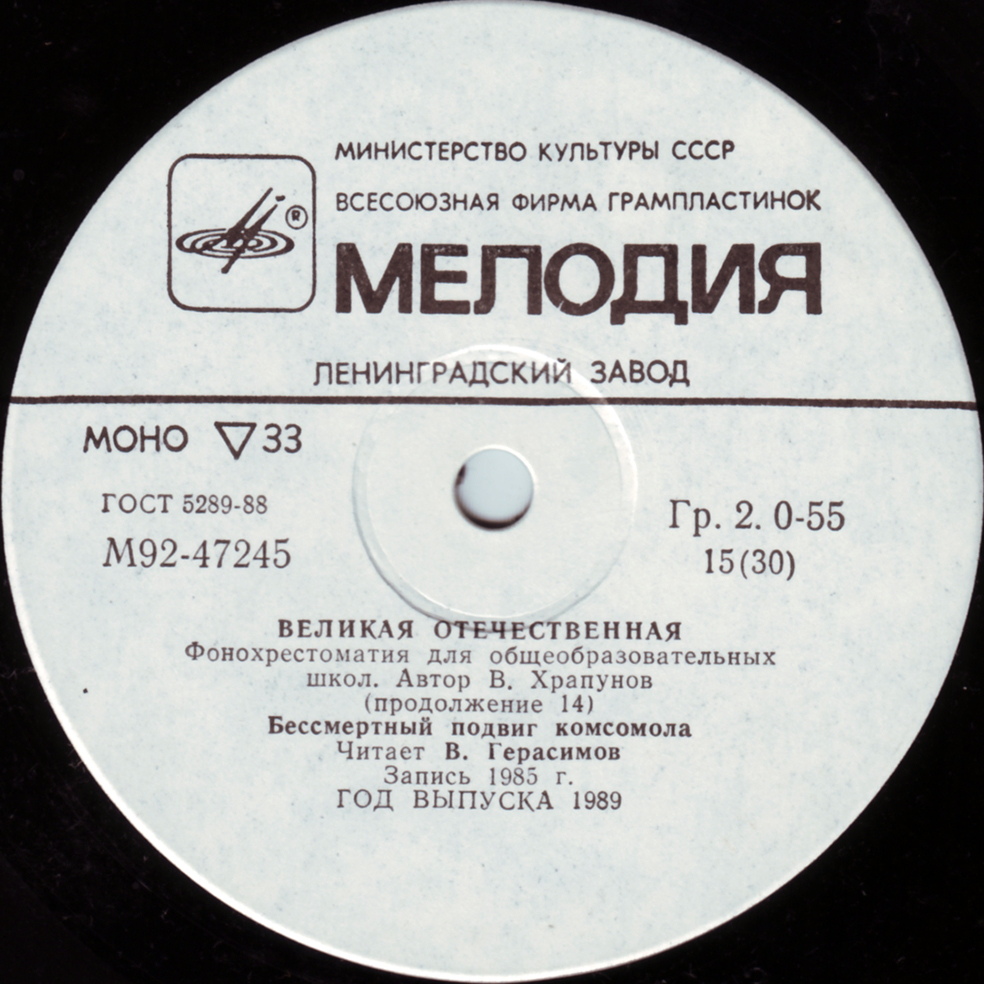 МИНИСТЕРСТВО КУЛЬТУРЫ СССР
ВСЕСОЮЗНАЯ ФИРМА ГРАМПЛАСТИНОК
®
МЕЛОДИЯ
ЛЕНИНГРАДСКИЙ ЗАВОД
МОНО ▽33
ГОСТ 5289-88
М92-47245
Гр. 2. 0-55
15(30)
ВЕЛИКАЯ ОТЕЧЕСТВЕННАЯ
Фонохрестоматия для общеобразовательных
школ. Автор В. Храпунов
(продолжение 14)
Бессмертный подвиг комсомола
Читает В. Герасимов
Запись 1985 г.
ГОД ВЫПУСКА 1989